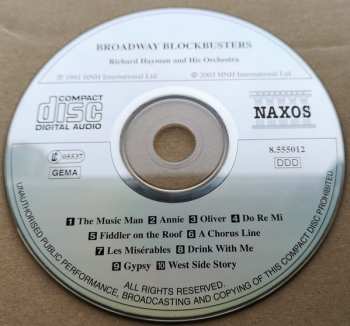 BROADWAY BLOCKBUSTERS
Richard Hayman and His Orchestra
℗ 1992 MNH International Ltd. © 2003 MNH International Ltd.
COMPACT
disc
DIGITAL AUDIO
NAXOS
8.555012
GEMA
DDD
1 The Music Man 2 Annie 3 Oliver 4 Do Re Mi
5 Fiddler on the Roof 6 A Chorus Line
7 Les Misérables 8 Drink With Me
9 Gypsy 10 West Side Story
ALL RIGHTS RESERVED.
UNAUTHORISED PUBLIC PERFORMANCE, BROADCASTING AND COPYING OF THIS COMPACT DISC PROHIBITED